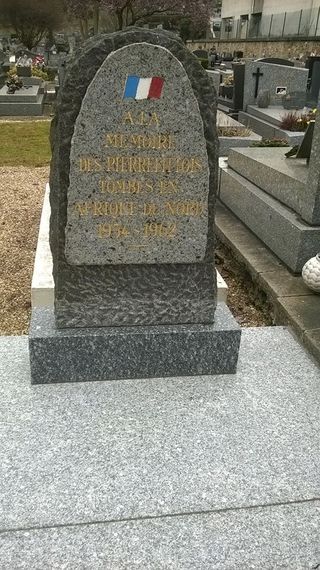 A LA
MEMOIRE
DES PIERREFITTOIS
TOMBES EN
AFRIQUE DU NORD
1954-1962